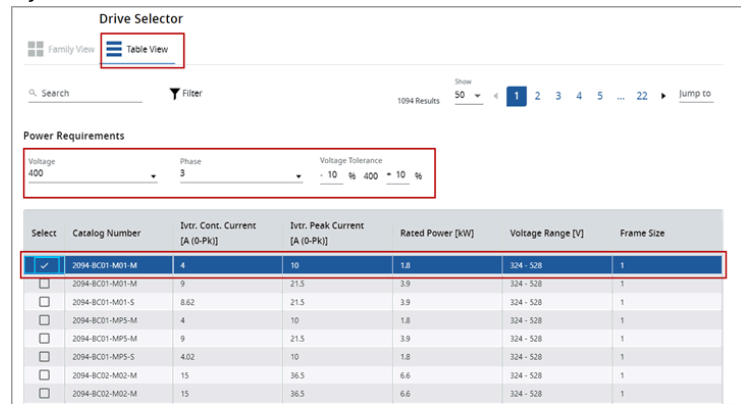 Drive Selector
Family View Table View
Search Filter 1094 Results Show 50 1 2 3 4 5 ... 22 Jump to
Power Requirements
Voltage Phase Voltage Tolerance
400 3 - 10 % 400 + 10 %
Select Catalog Number Ivtr. Cont. Current [A (0-Pk)] Ivtr. Peak Current [A (0-Pk)] Rated Power [kW] Voltage Range [V] Frame Size
2094-BC01-M01-M 4 10 1.8 324 - 528 1
2094-BC01-M01-M 9 21.5 3.9 324 - 528 1
2094-BC01-M01-S 8.62 21.5 3.9 324 - 528 1
2094-BC01-MP5-M 4 10 1.8 324 - 528 1
2094-BC01-MP5-M 9 21.5 3.9 324 - 528 1
2094-BC01-MP5-S 4.02 10 1.8 324 - 528 1
2094-BC02-M02-M 15 36.5 6.6 324 - 528 1
2094-BC02-M02-M 15 36.5 6.6 324 - 528 1